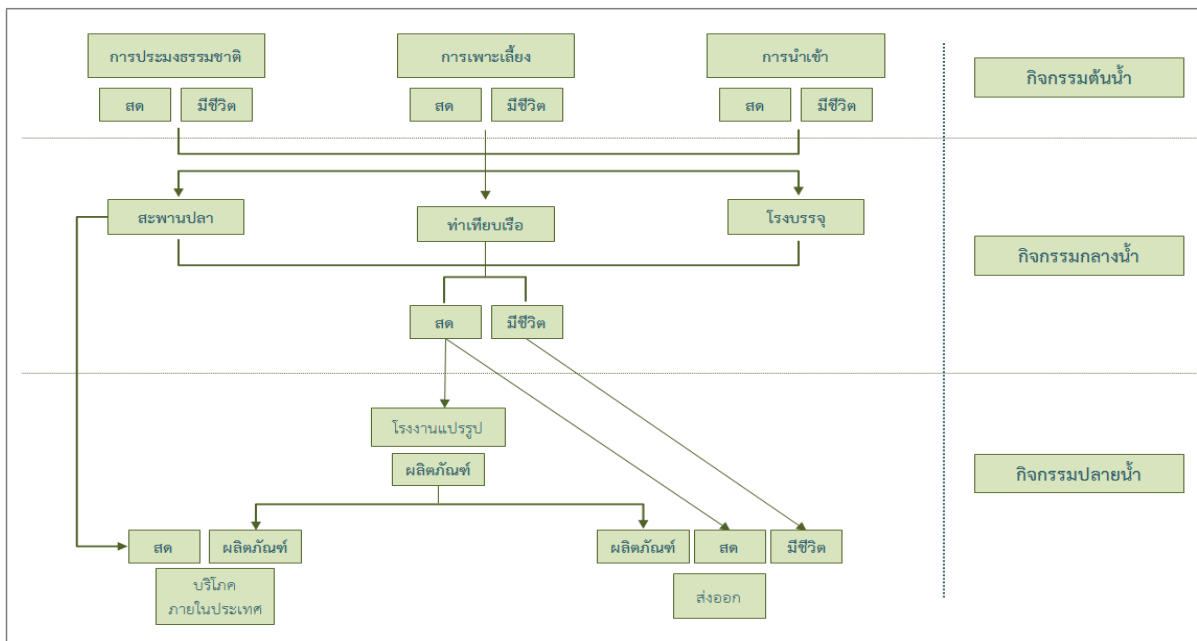 การประมงธรรมชาติ
การเพาะเลี้ยง
การนำเข้า
กิจกรรมต้นน้ำ
สด
มีชีวิต
สด
มีชีวิต
สด
มีชีวิต
สะพานปลา
ท่าเทียบเรือ
โรงบรรจุ
กิจกรรมกลางน้ำ
สด
มีชีวิต
โรงงานแปรรูป
ผลิตภัณฑ์
กิจกรรมปลายน้ำ
สด
ผลิตภัณฑ์
ผลิตภัณฑ์
สด
มีชีวิต
บริโภค
ภายในประเทศ
ส่งออก